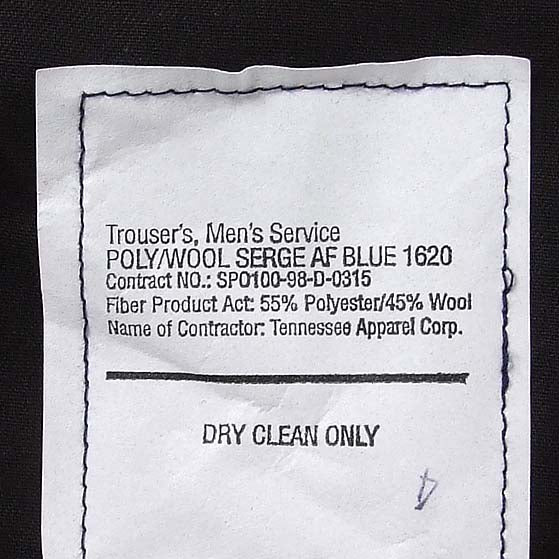 Trouser's, Men's Service
POLY/WOOL SERGE AF BLUE 1620
Contract NO.: SPO100-98-D-0315
Fiber Product Act: 55% Polyester/45% Wool
Name of Contractor: Tennessee Apparel Corp.
DRY CLEAN ONLY